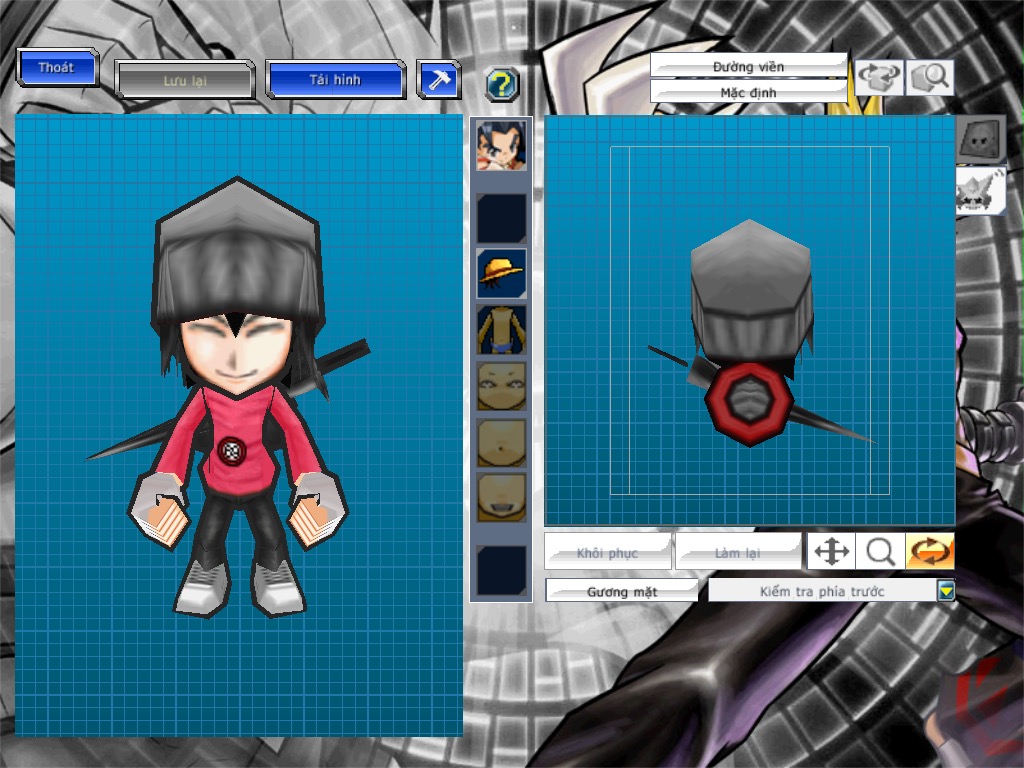 Thoát
Lưu lại
Tải hình
Đường viền
Mặc định
Khôi phục
Làm lại
Gương mặt
Kiểm tra phía trước